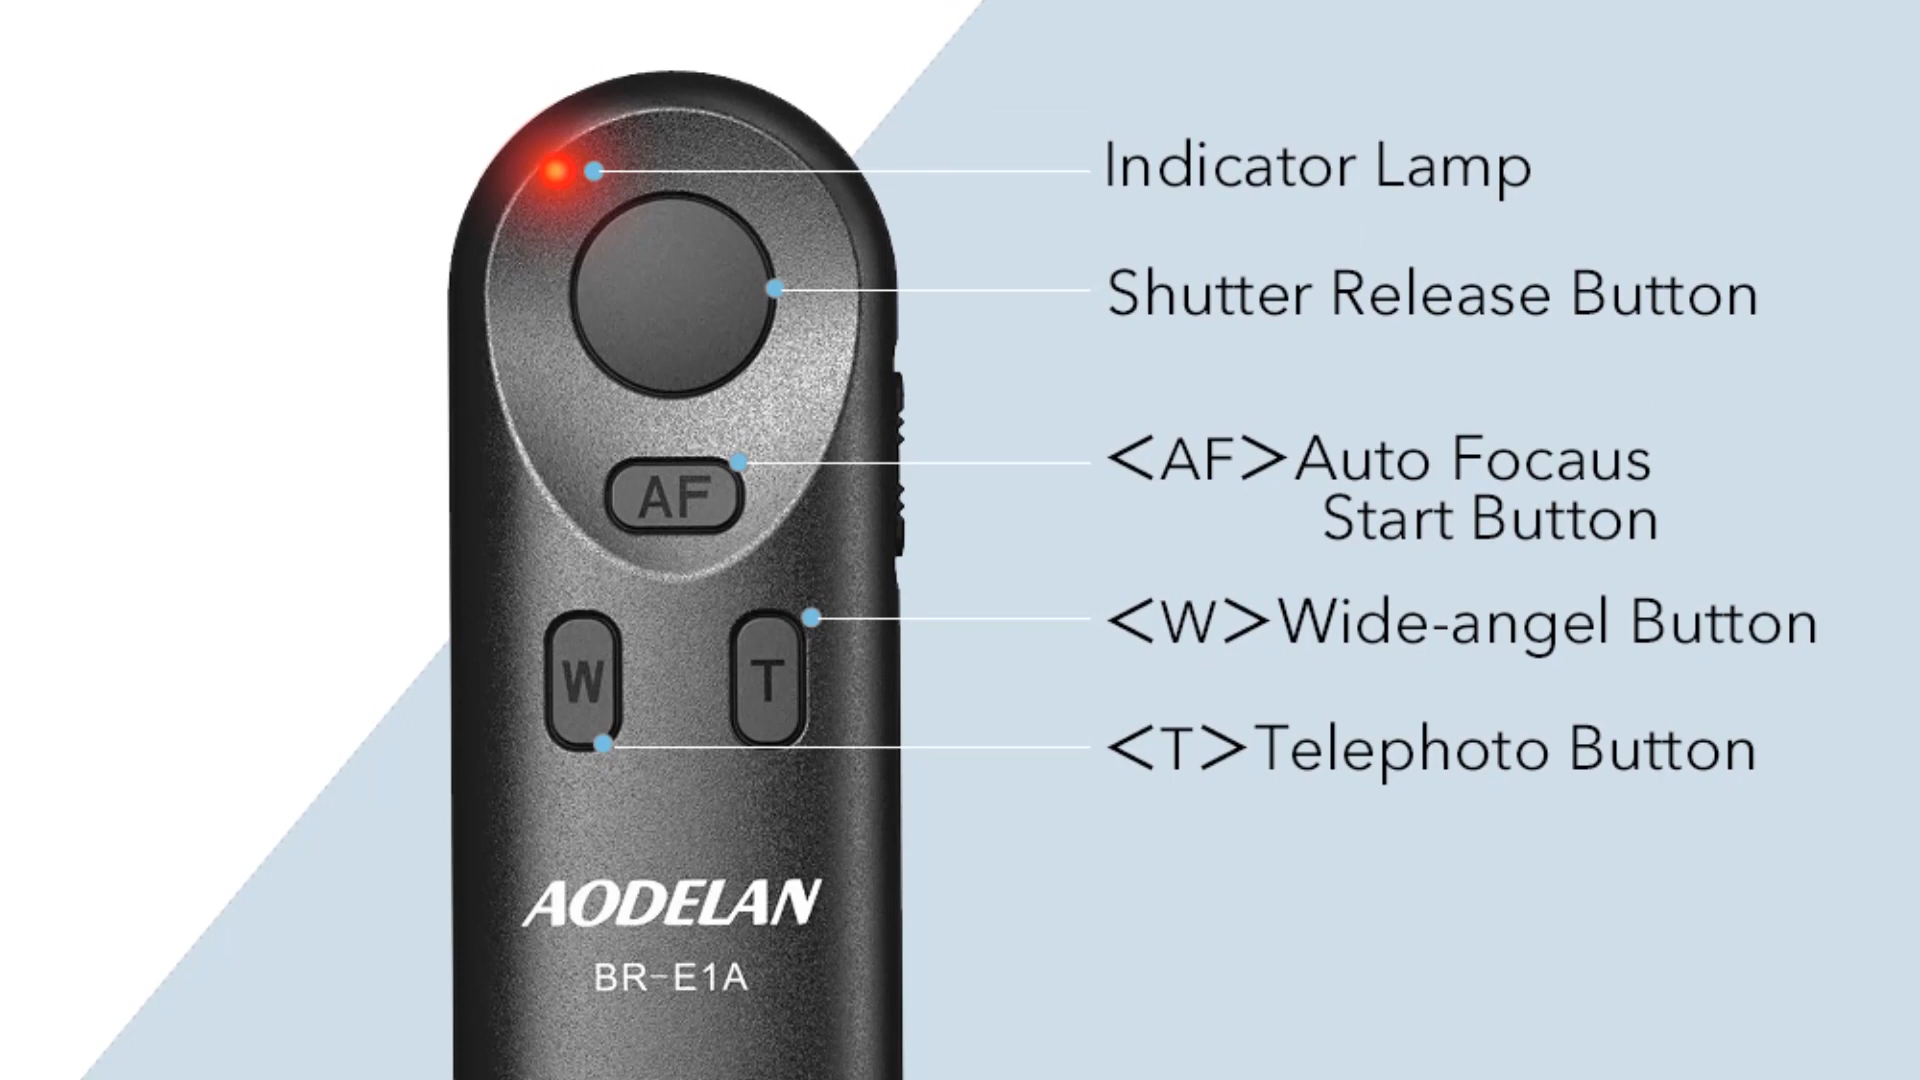 Indicator Lamp
Shutter Release Button
<AF>Auto Focaus
Start Button
AF
<W>Wide-angel Button
W
T
<T>Telephoto Button
AODELAN
BR-E1A